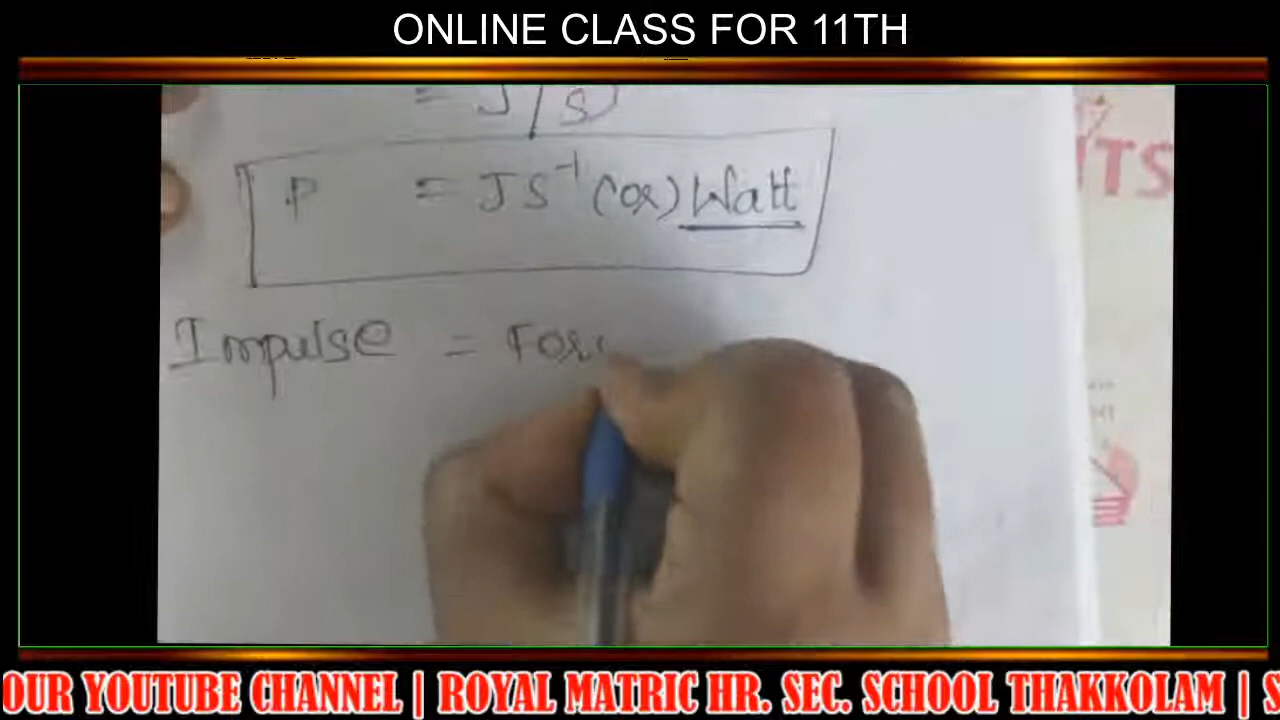 ONLINE CLASS FOR 11TH
= J/S
P = JS⁻¹ (or) Watt
Impulse = For
TS
OUR YOUTUBE CHANNEL | ROYAL MATRIC HR. SEC. SCHOOL THAKKOLAM | S